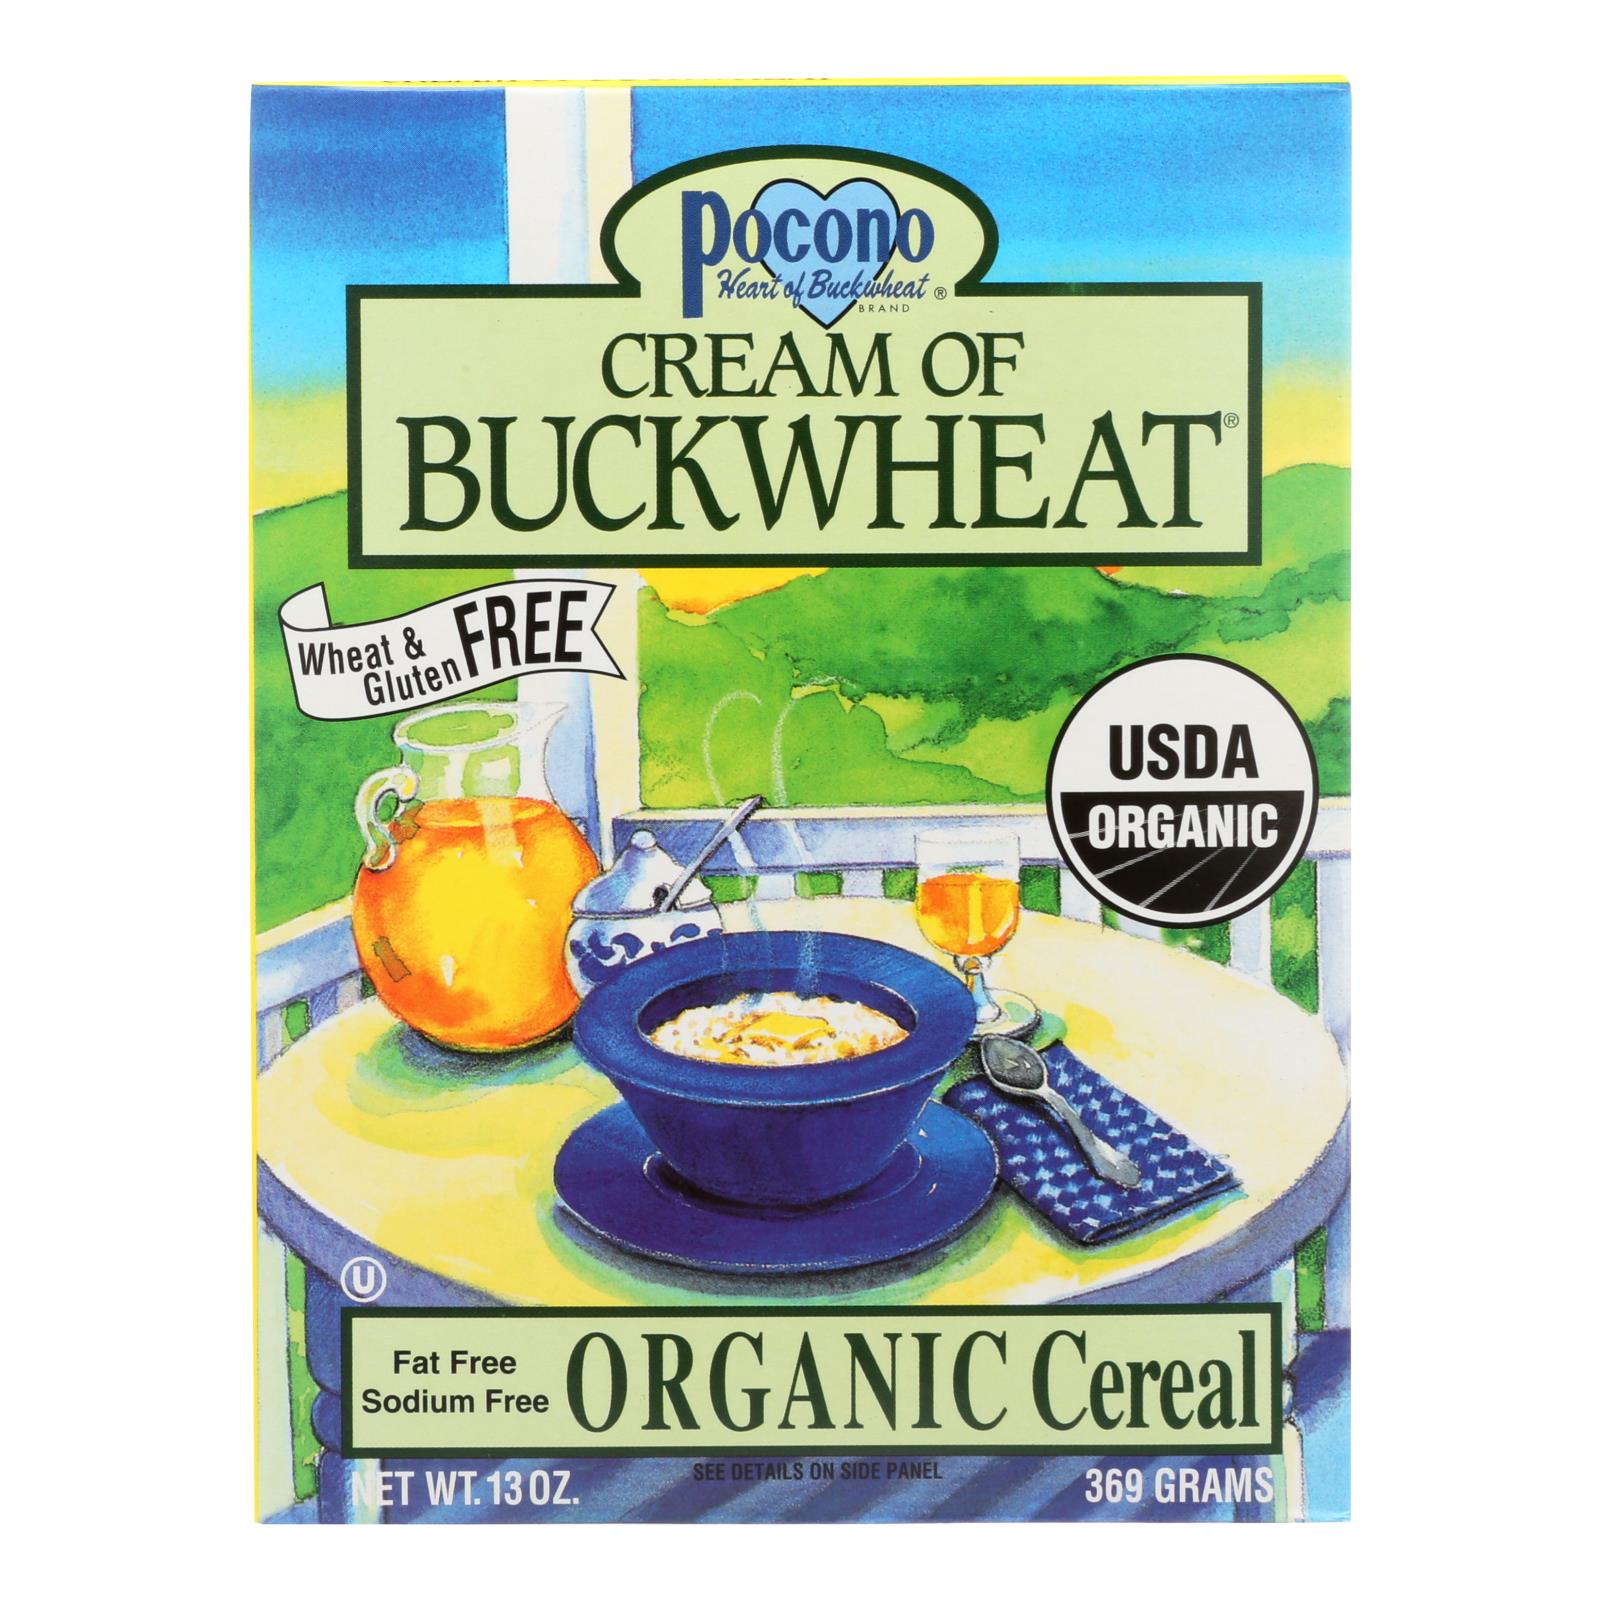 Pocono
Heart of Buckwheat ®
BRAND
CREAM OF
BUCKWHEAT®
Wheat &
Gluten FREE
USDA
ORGANIC
U
Fat Free
Sodium Free
ORGANIC Cereal
SEE DETAILS ON SIDE PANEL
NET WT. 13 OZ.
369 GRAMS